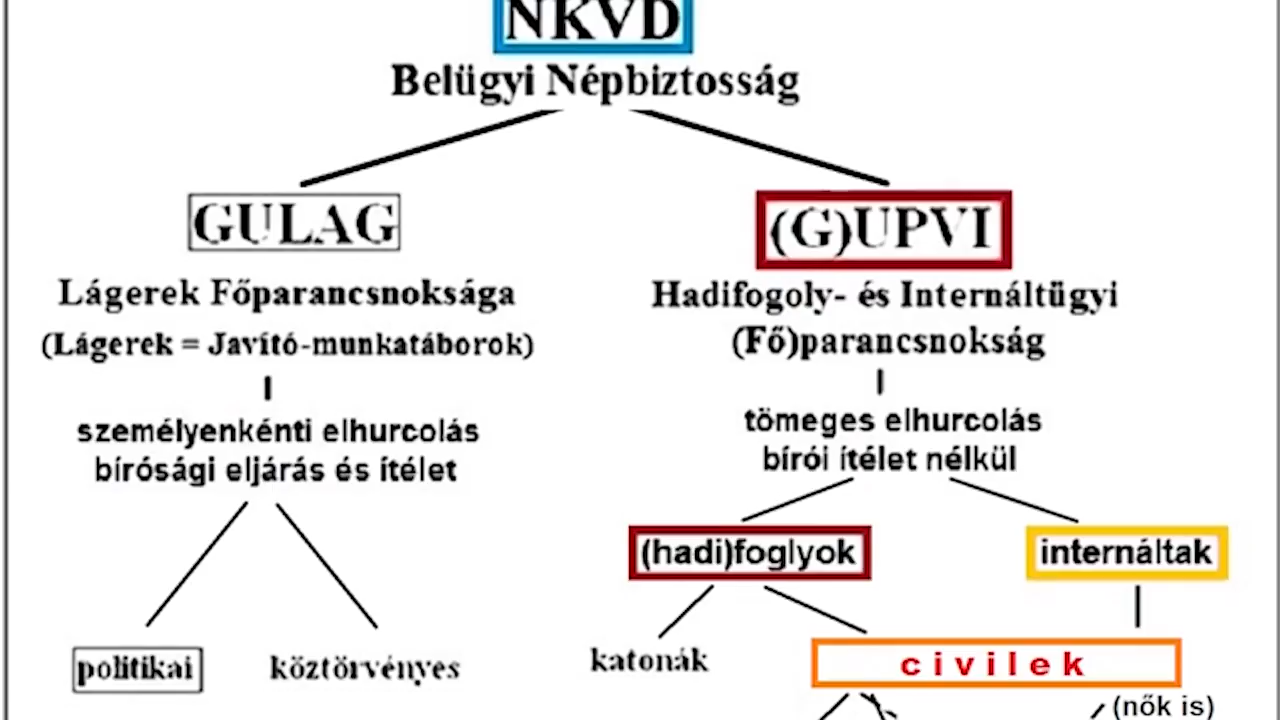 NKVD
Belügyi Népbiztosság
GULAG
(G)UPVI
Lágerek Főparancsnoksága
Hadifogoly- és Internáltügyi
(Lágerek = Javító-munkatáborok)
(Fő)parancsnokság
személyenkénti elhurcolás
bírósági eljárás és ítélet
tömeges elhurcolás
bírói ítélet nélkül
(hadi)foglyok
internáltak
politikai
köztörvényes
katonák
civilek
(nők is)